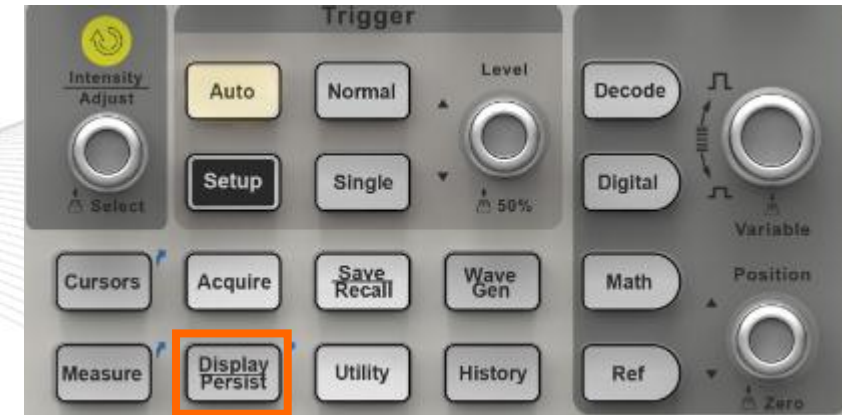 Trigger
Intensity
Adjust
Select
Auto
Normal
Level
Setup
Single
50%
Decode
Digital
Variable
Cursors
Acquire
Save
Recall
Wave
Gen
Math
Position
Measure
Display
Persist
Utility
History
Ref
Zero